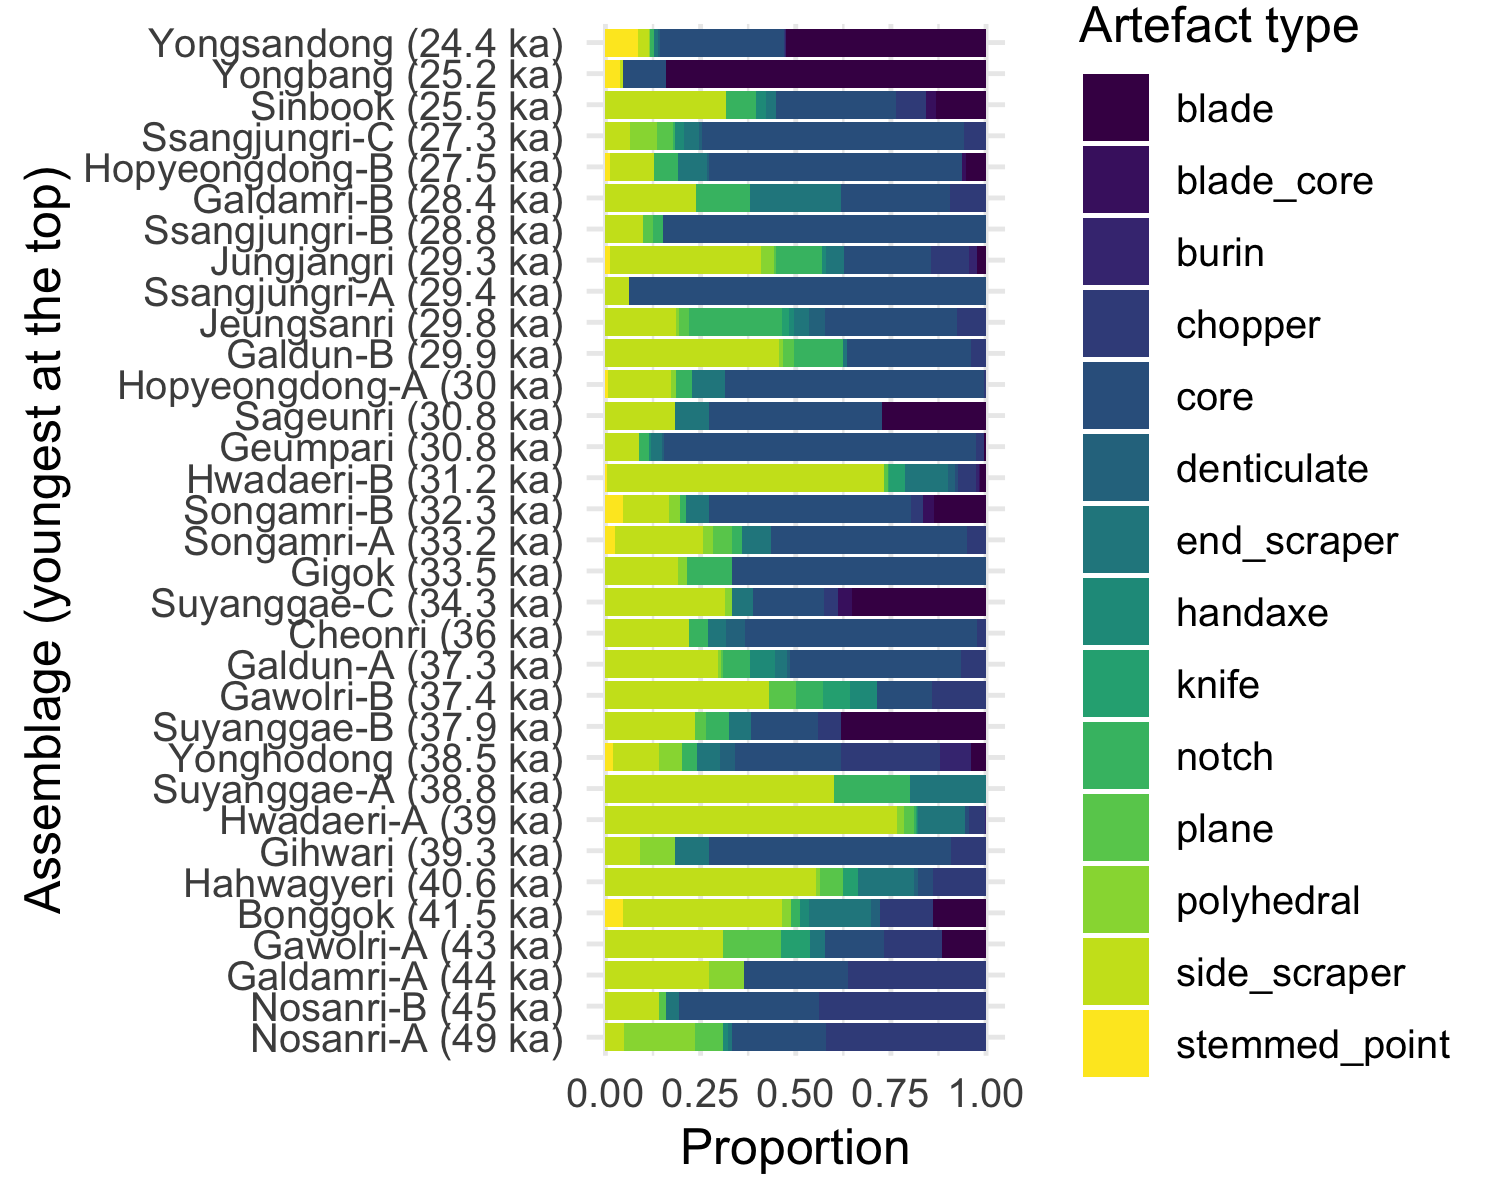 Artefact type
Assemblage (youngest at the top)
Yongsandong (24.4 ka)
Yongbang (25.2 ka)
Sinbook (25.5 ka)
Ssangjungri-C (27.3 ka)
Hopyeongdong-B (27.5 ka)
Galdamri-B (28.4 ka)
Ssangjungri-B (28.8 ka)
Jungjangri (29.3 ka)
Ssangjungri-A (29.4 ka)
Jeungsanri (29.8 ka)
Galdun-B (29.9 ka)
Hopyeongdong-A (30 ka)
Sageunri (30.8 ka)
Geumpari (30.8 ka)
Hwadaeri-B (31.2 ka)
Songamri-B (32.3 ka)
Songamri-A (33.2 ka)
Gigok (33.5 ka)
Suyanggae-C (34.3 ka)
Cheonri (36 ka)
Galdun-A (37.3 ka)
Gawolri-B (37.4 ka)
Suyanggae-B (37.9 ka)
Yonghodong (38.5 ka)
Suyanggae-A (38.8 ka)
Hwadaeri-A (39 ka)
Gihwari (39.3 ka)
Hahwagyeri (40.6 ka)
Bonggok (41.5 ka)
Gawolri-A (43 ka)
Galdamri-A (44 ka)
Nosanri-B (45 ka)
Nosanri-A (49 ka)
0.00 0.25 0.50 0.75 1.00
Proportion
blade
blade_core
burin
chopper
core
denticulate
end_scraper
handaxe
knife
notch
plane
polyhedral
side_scraper
stemmed_point